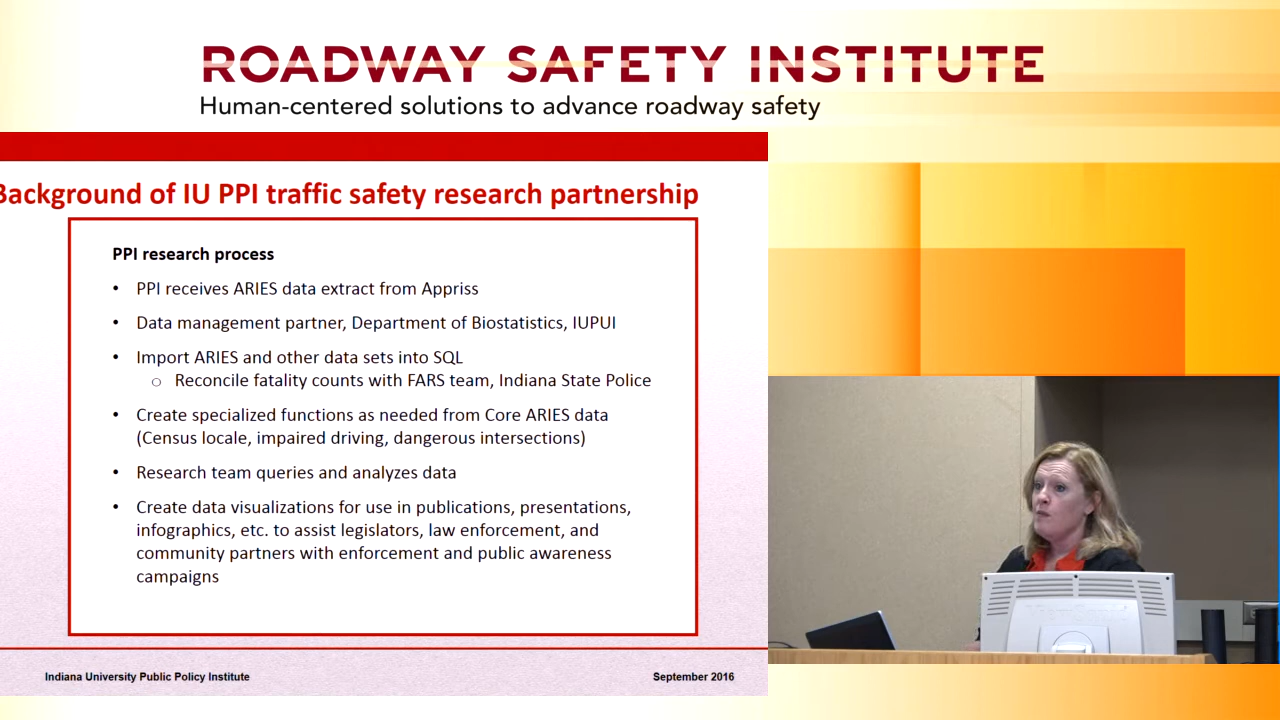 ROADWAY SAFETY INSTITUTE
Human-centered solutions to advance roadway safety
Background of IU PPI traffic safety research partnership
PPI research process
• PPI receives ARIES data extract from Appriss
• Data management partner, Department of Biostatistics, IUPUI
• Import ARIES and other data sets into SQL
○ Reconcile fatality counts with FARS team, Indiana State Police
• Create specialized functions as needed from Core ARIES data
(Census locale, impaired driving, dangerous intersections)
• Research team queries and analyzes data
• Create data visualizations for use in publications, presentations,
infographics, etc. to assist legislators, law enforcement, and
community partners with enforcement and public awareness
campaigns
Indiana University Public Policy Institute
September 2016